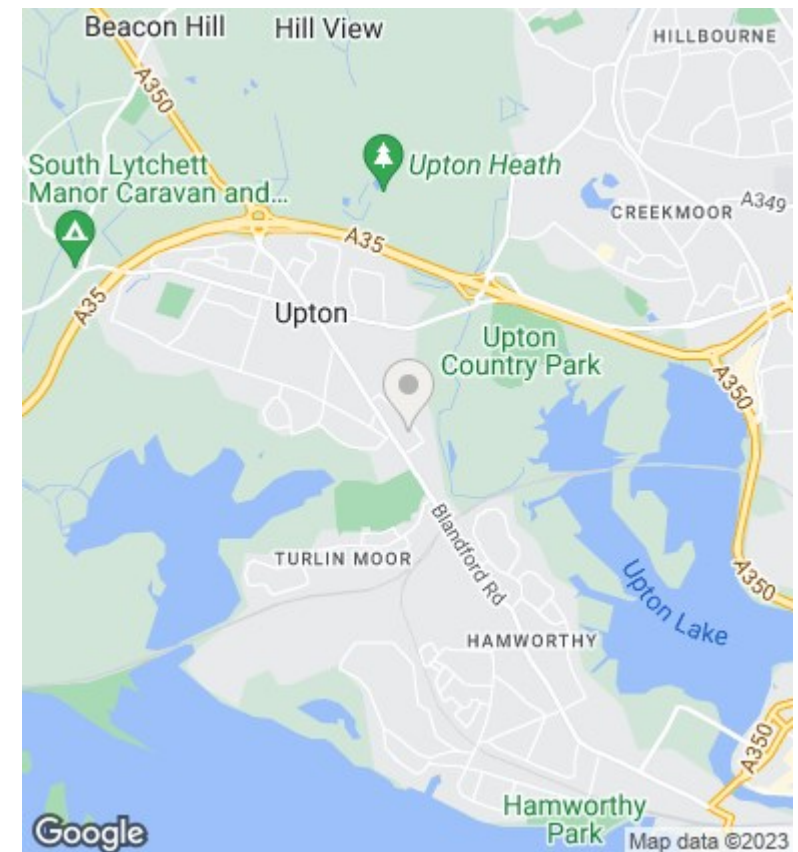 Beacon Hill
Hill View
HILLBOURNE
A350
South Lytchett
Manor Caravan and...
Upton Heath
A349
CREEKMOOR
A35
A35
Upton
Upton
Country Park
A350
Blandford Rd
TURLIN MOOR
A350
Upton Lake
HAMWORTHY
A350
Hamworthy
Park
Google
Map data ©2023